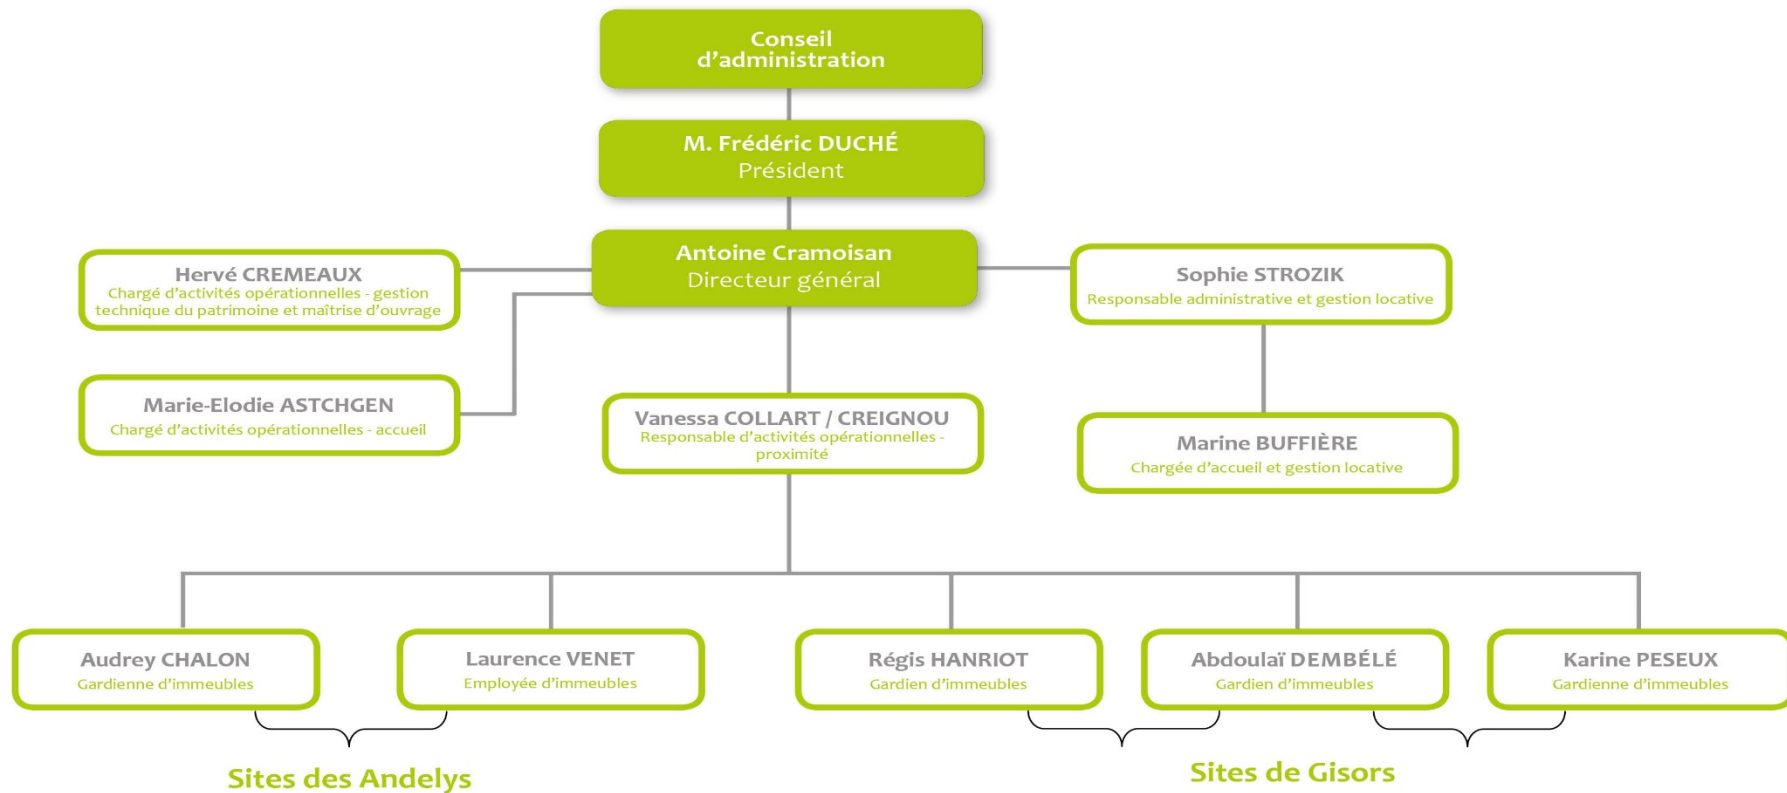 Conseil
d’administration
M. Frédéric DUCHÉ
Président
Antoine Cramoisan
Directeur général
Hervé CREMEAUX
Chargé d’activités opérationnelles - gestion
technique du patrimoine et maîtrise d’ouvrage
Sophie STROZIK
Responsable administrative et gestion locative
Marie-Elodie ASTCHGEN
Chargé d’activités opérationnelles - accueil
Vanessa COLLART / CREIGNOU
Responsable d’activités opérationnelles -
proximité
Marine BUFFIÈRE
Chargée d’accueil et gestion locative
Audrey CHALON
Gardienne d’immeubles
Laurence VENET
Employée d’immeubles
Régis HANRIOT
Gardien d’immeubles
Abdoulaï DEMBÉLÉ
Gardien d’immeubles
Karine PESEUX
Gardienne d’immeubles
Sites des Andelys
Sites de Gisors